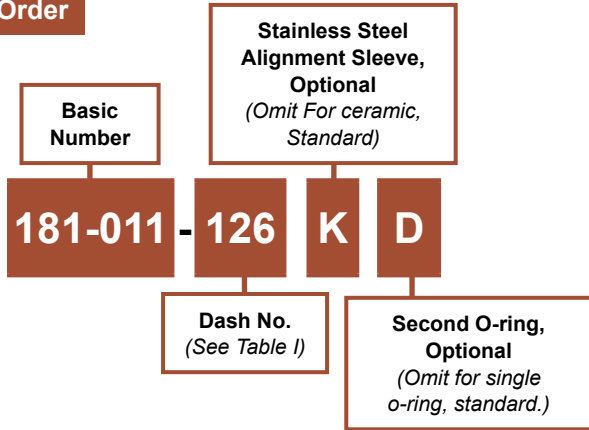 Order
Stainless Steel
Alignment Sleeve,
Optional
(Omit For ceramic,
Standard)
Basic
Number
181-011 - 126 K D
Dash No.
(See Table I)
Second O-ring,
Optional
(Omit for single
o-ring, standard.)